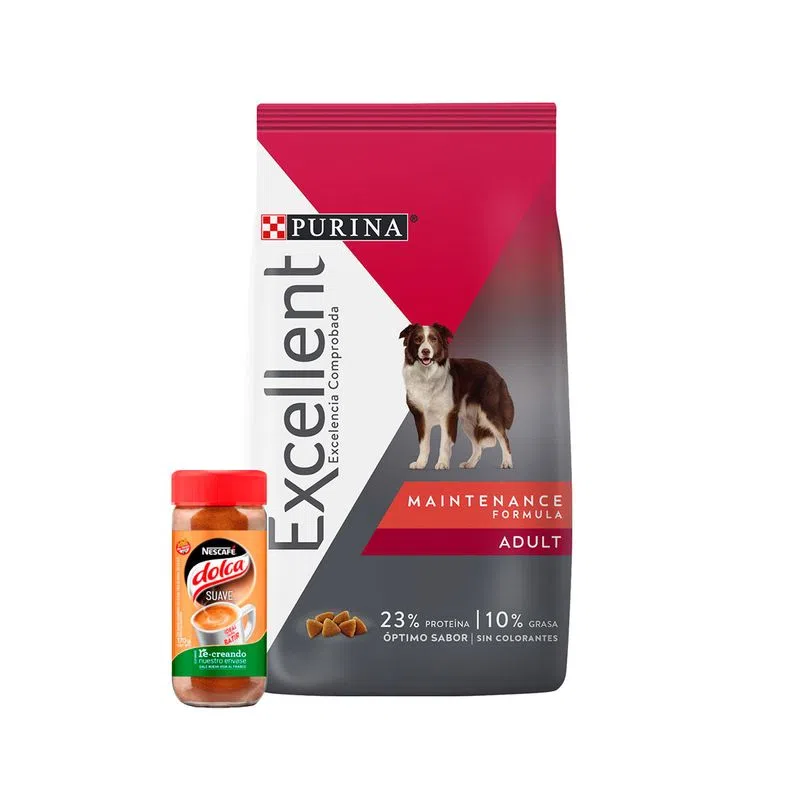 PURINA®
Excellent
Excelencia Comprobada
MAINTENANCE
FORMULA
ADULT
23% PROTEÍNA | 10% GRASA
ÓPTIMO SABOR | SIN COLORANTES
NESCAFÉ
dolca
SUAVE
170g
re-creando
nuestro envase